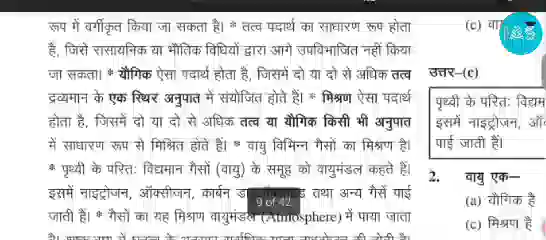 रूप में वर्गीकृत किया जा सकता है। * तत्व पदार्थ का साधारण रूप होता
है, जिसे रासायनिक या भौतिक विधियों द्वारा आगे उपविभाजित नहीं किया
जा सकता। * यौगिक ऐसा पदार्थ होता है, जिसमें दो या दो से अधिक तत्व
द्रव्यमान के एक स्थिर अनुपात में संयोजित होते हैं। * मिश्रण ऐसा पदार्थ
होता है, जिसमें दो या दो से अधिक तत्व या यौगिक किसी भी अनुपात
में साधारण रूप से मिश्रित होते हैं। * वायु विभिन्न गैसों का मिश्रण है।
* पृथ्वी के परितः विद्यमान गैसों (वायु) के समूह को वायुमंडल कहते हैं।
इसमें नाइट्रोजन, ऑक्सीजन, कार्बन तथा अन्य गैसें पाई
जाती हैं। * गैसों का यह मिश्रण वायुमंडल (Atmosphere) में पाया जाता
9 of 42
(c)
उत्तर–(c)
पृथ्वी के परितः
इसमें नाइट्रोजन,
पाई जाती हैं।
2. वायु एक—
(a) यौगिक है
(c) मिश्रण है